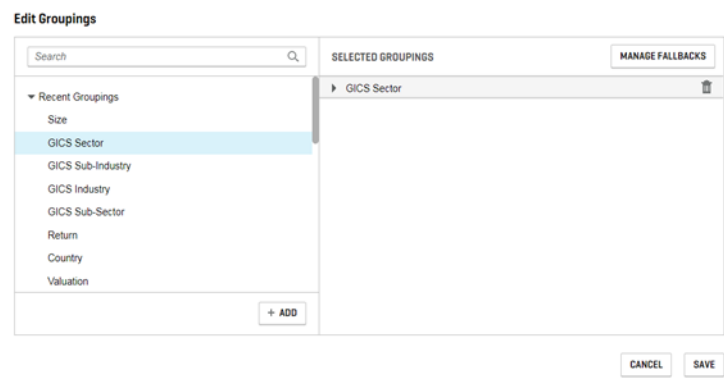 Edit Groupings
Search
SELECTED GROUPINGS
MANAGE FALLBACKS
Recent Groupings
Size
GICS Sector
GICS Sub-Industry
GICS Industry
GICS Sub-Sector
Return
Country
Valuation
+ ADD
GICS Sector
CANCEL
SAVE